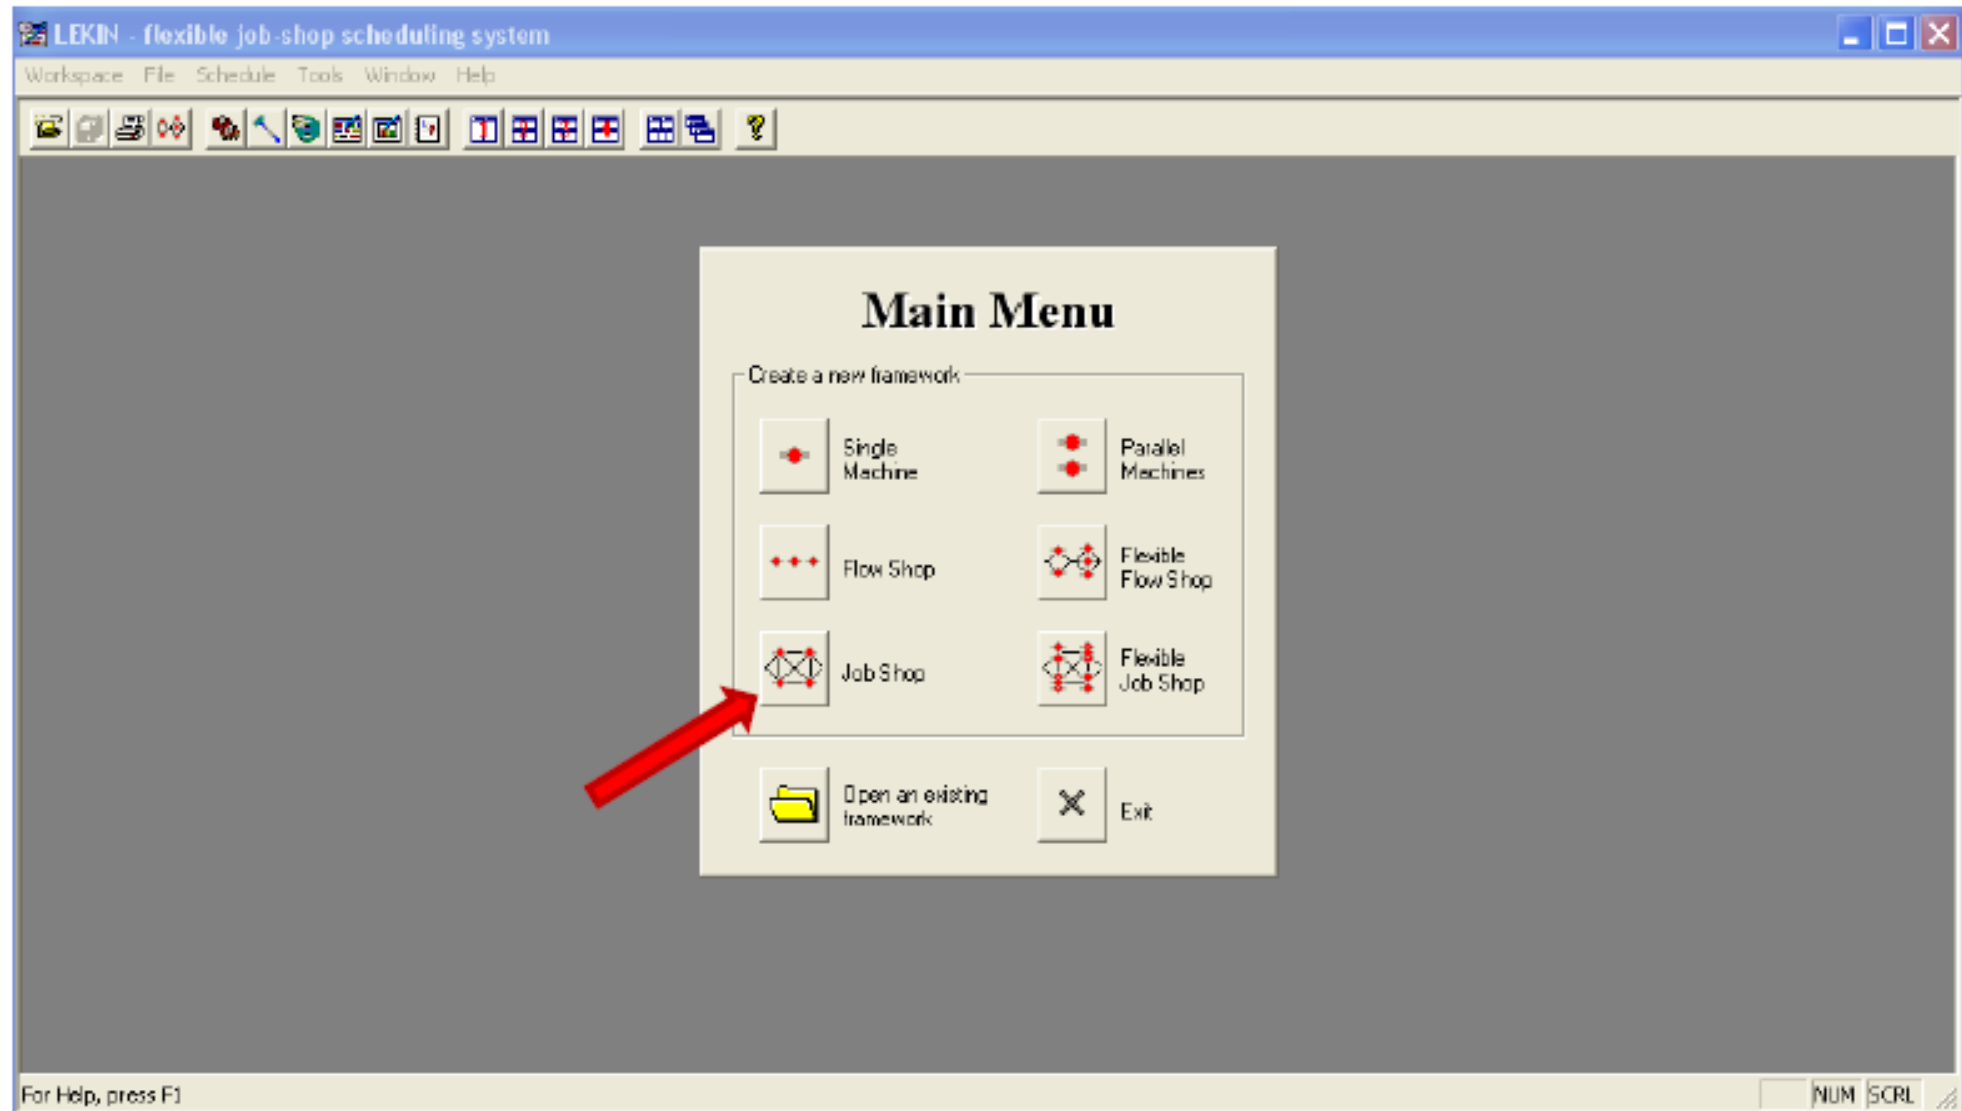 LEKIN - flexible job-shop scheduling system
Workspace File Schedule Tools Window Help
Main Menu
Create a new framework
Single
Machine
Parallel
Machines
Flow Shop
Flexible
Flow Shop
Job Shop
Flexible
Job Shop
Open an existing
framework
Exit
For Help, press F1
NUM SCRL